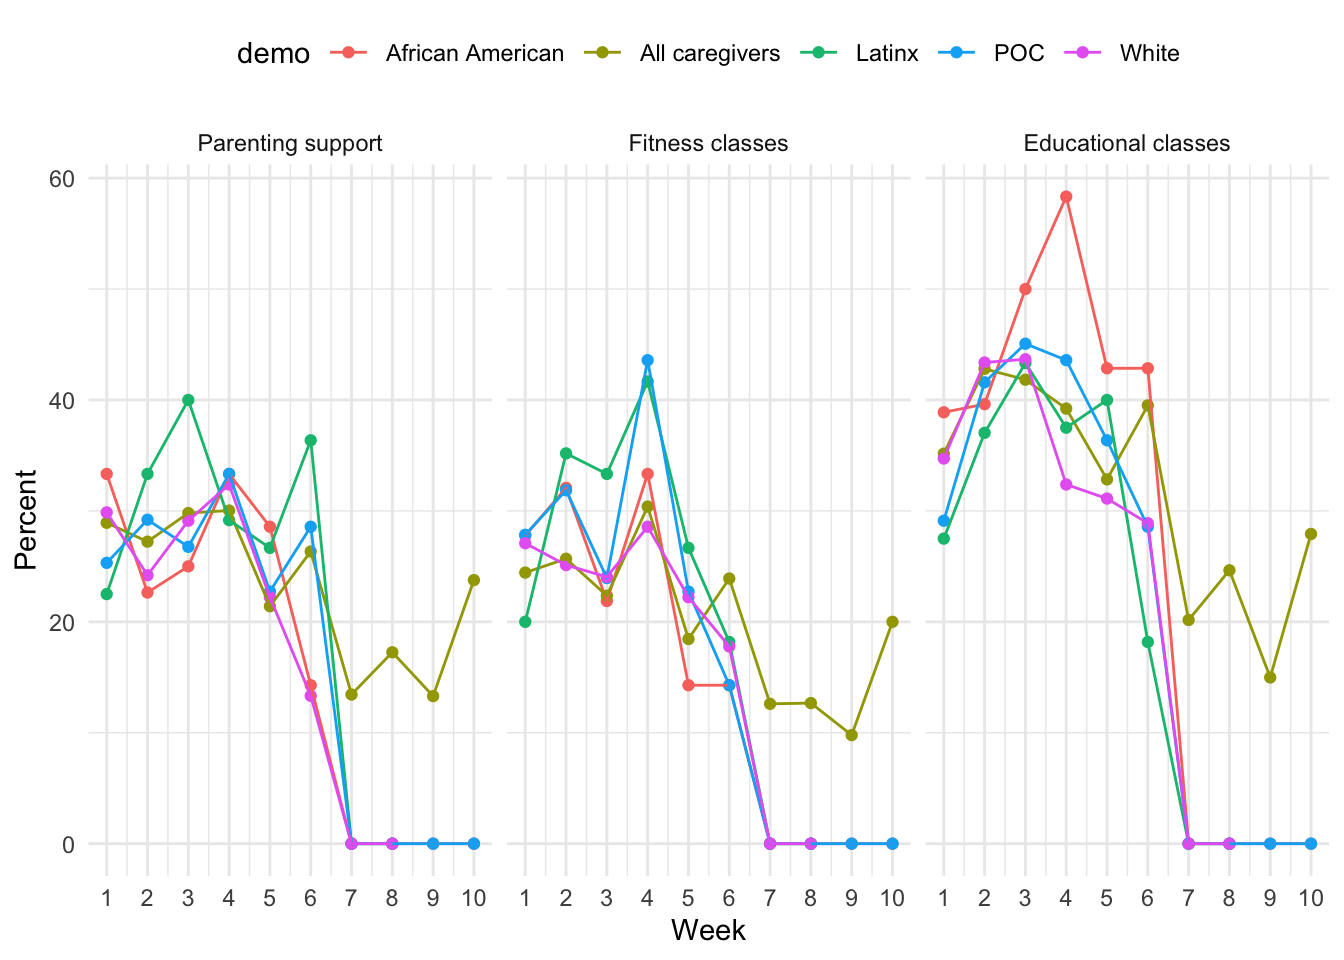 demo African American All caregivers Latinx POC White
Parenting support Fitness classes Educational classes
60
40
20
0
Percent
1 2 3 4 5 6 7 8 9 10 1 2 3 4 5 6 7 8 9 10 1 2 3 4 5 6 7 8 9 10
Week